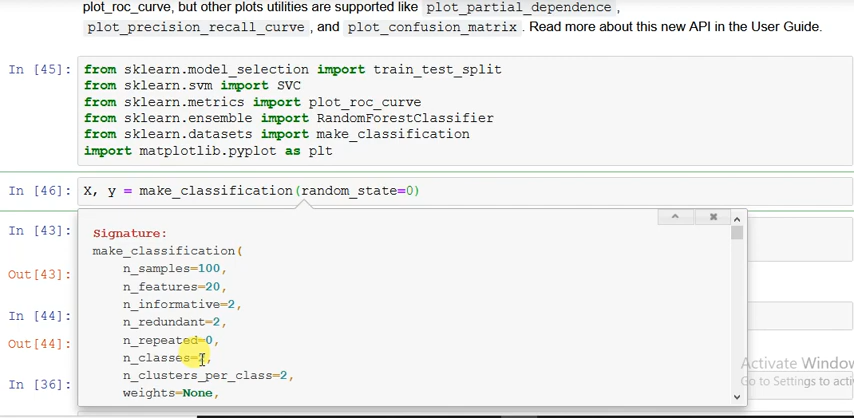 plot_roc_curve, but other plots utilities are supported like plot_partial_dependence ,
plot_precision_recall_curve , and plot_confusion_matrix . Read more about this new API in the User Guide.
In [45]: from sklearn.model_selection import train_test_split
from sklearn.svm import SVC
from sklearn.metrics import plot_roc_curve
from sklearn.ensemble import RandomForestClassifier
from sklearn.datasets import make_classification
import matplotlib.pyplot as plt
In [46]: X, y = make_classification(random_state=0)
In [43]:
Out[43]:
In [44]:
Out[44]:
In [36]:
Signature:
make_classification(
n_samples=100,
n_features=20,
n_informative=2,
n_redundant=2,
n_repeated=0,
n_classes=2,
n_clusters_per_class=2,
weights=None,
Activate Window
Go to Settings to activ